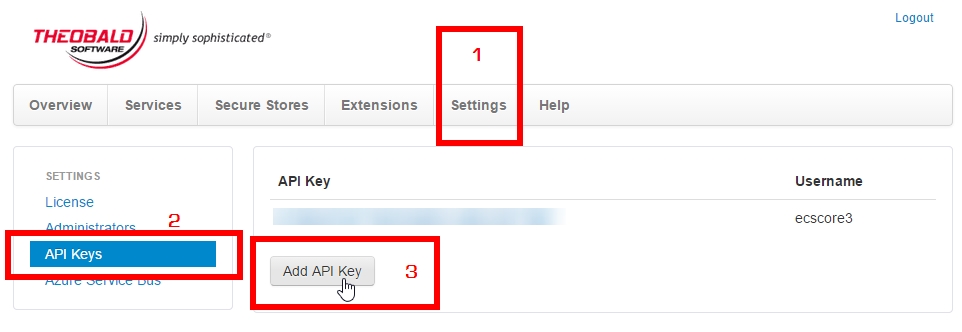 Logout
THEOBALD
SOFTWARE
simply sophisticated®
1
Overview Services Secure Stores Extensions Settings Help
SETTINGS
License
Administrators
2
API Keys
Azure Service Bus
API Key Username
ecscore3
Add API Key
3